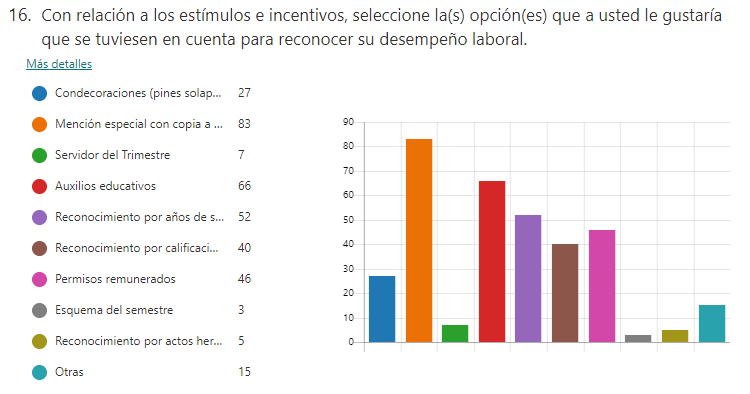 16. Con relación a los estímulos e incentivos, seleccione la(s) opción(es) que a usted le gustaría
que se tuviesen en cuenta para reconocer su desempeño laboral.
Más detalles
Condecoraciones (pines solap... 27
Mención especial con copia a ... 83
Servidor del Trimestre 7
Auxilios educativos 66
Reconocimiento por años de s... 52
Reconocimiento por calificaci... 40
Permisos remunerados 46
Esquema del semestre 3
Reconocimiento por actos her... 5
Otras 15
90
80
70
60
50
40
30
20
10
0